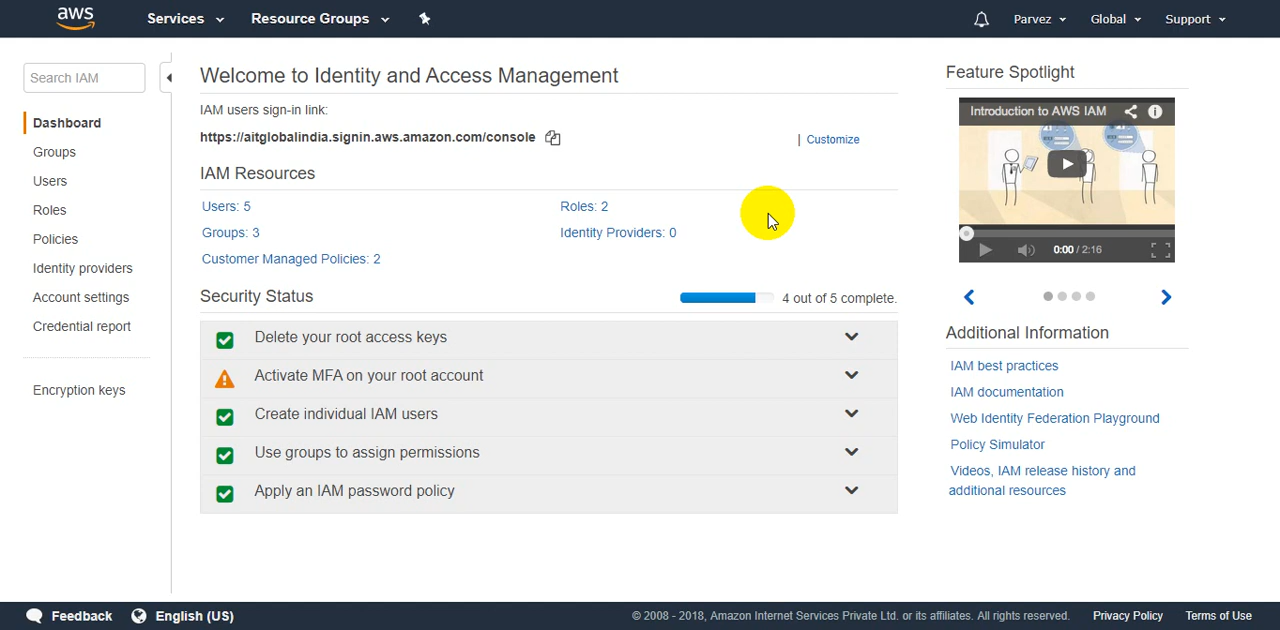 aws
Services
Resource Groups
Parvez
Global
Support
Search IAM
Dashboard
Groups
Users
Roles
Policies
Identity providers
Account settings
Credential report
Encryption keys
Welcome to Identity and Access Management
IAM users sign-in link:
https://aitglobalindia.signin.aws.amazon.com/console
| Customize
IAM Resources
Users: 5
Roles: 2
Groups: 3
Identity Providers: 0
Customer Managed Policies: 2
Security Status
4 out of 5 complete.
Delete your root access keys
Activate MFA on your root account
Create individual IAM users
Use groups to assign permissions
Apply an IAM password policy
Feature Spotlight
Introduction to AWS IAM
0:00 / 2:16
Additional Information
IAM best practices
IAM documentation
Web Identity Federation Playground
Policy Simulator
Videos, IAM release history and
additional resources
Feedback
English (US)
© 2008 - 2018, Amazon Internet Services Private Ltd. or its affiliates. All rights reserved.
Privacy Policy
Terms of Use